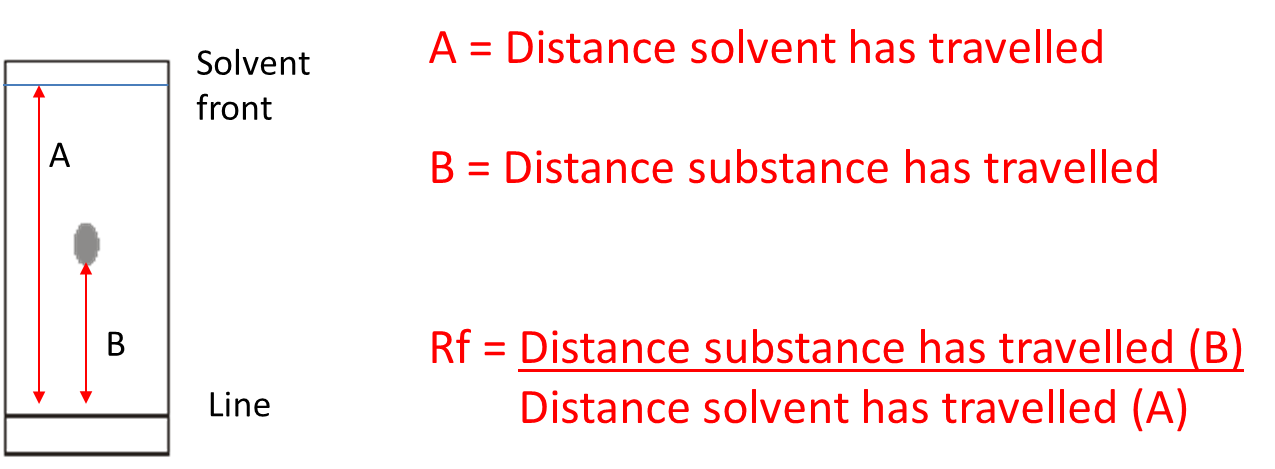 Solvent
front
A
B
Line
A = Distance solvent has travelled
B = Distance substance has travelled
Rf = Distance substance has travelled (B)
Distance solvent has travelled (A)